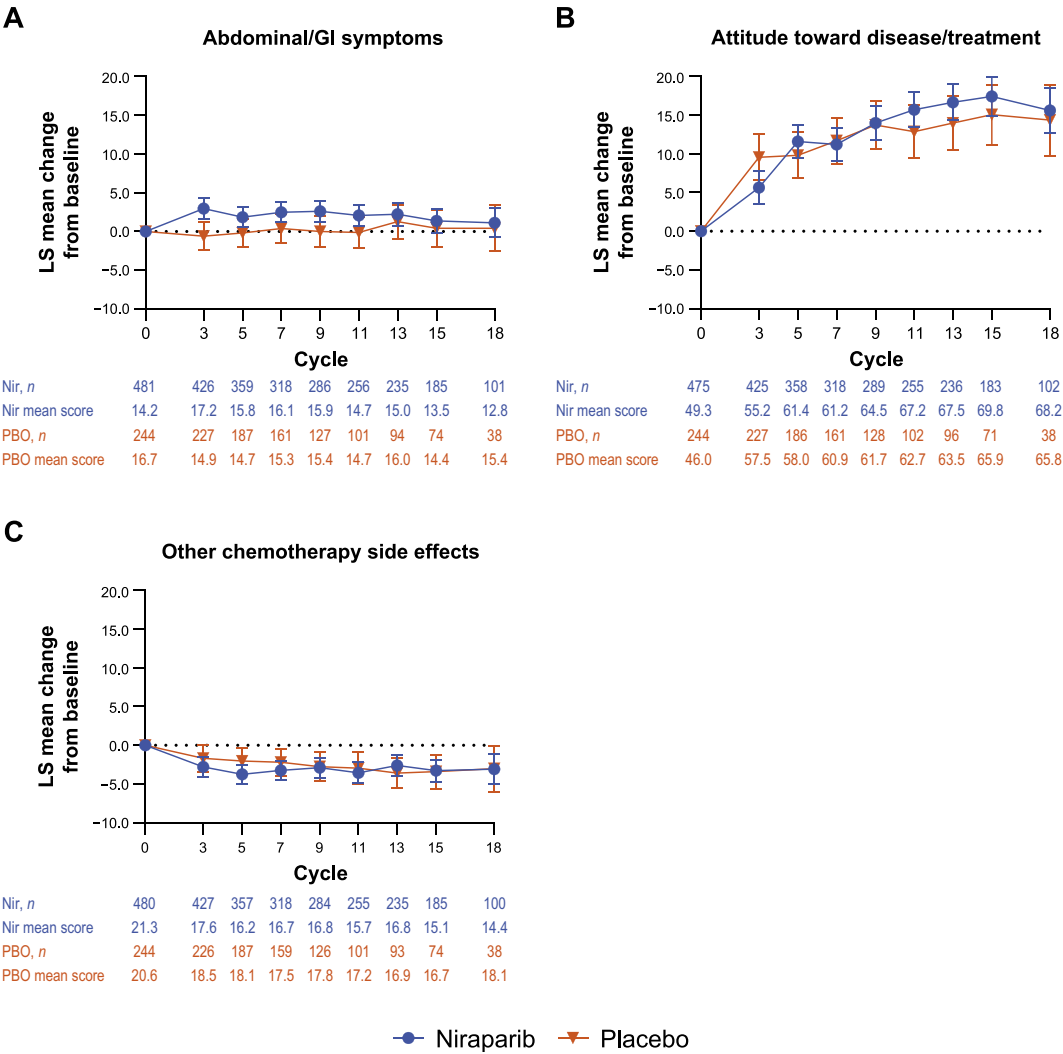 A
Abdominal/GI symptoms
LS mean change
from baseline
20.0
15.0
10.0
5.0
0.0
−5.0
−10.0
0 3 5 7 9 11 13 15 18
Cycle
Nir, n 481 426 359 318 286 256 235 185 101
Nir mean score 14.2 17.2 15.8 16.1 15.9 14.7 15.0 13.5 12.8
PBO, n 244 227 187 161 127 101 94 74 38
PBO mean score 16.7 14.9 14.7 15.3 15.4 14.7 16.0 14.4 15.4
B
Attitude toward disease/treatment
LS mean change
from baseline
20.0
15.0
10.0
5.0
0.0
−5.0
−10.0
0 3 5 7 9 11 13 15 18
Cycle
Nir, n 475 425 358 318 289 255 236 183 102
Nir mean score 49.3 55.2 61.4 61.2 64.5 67.2 67.5 69.8 68.2
PBO, n 244 227 186 161 128 102 96 71 38
PBO mean score 46.0 57.5 58.0 60.9 61.7 62.7 63.5 65.9 65.8
C
Other chemotherapy side effects
LS mean change
from baseline
20.0
15.0
10.0
5.0
0.0
−5.0
−10.0
0 3 5 7 9 11 13 15 18
Cycle
Nir, n 480 427 357 318 284 255 235 185 100
Nir mean score 21.3 17.6 16.2 16.7 16.8 15.7 16.8 15.1 14.4
PBO, n 244 226 187 159 126 101 93 74 38
PBO mean score 20.6 18.5 18.1 17.5 17.8 17.2 16.9 16.7 18.1
Niraparib Placebo